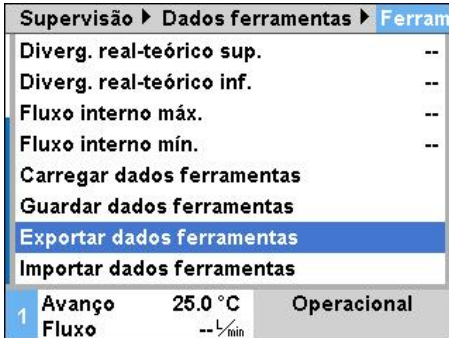 Supervisão ▶ Dados ferramentas ▶ Ferram
Diverg. real-teórico sup. --
Diverg. real-teórico inf. --
Fluxo interno máx. --
Fluxo interno mín. --
Carregar dados ferramentas
Guardar dados ferramentas
Exportar dados ferramentas
Importar dados ferramentas
1 Avanço 25.0 °C Operacional
Fluxo -- L/min